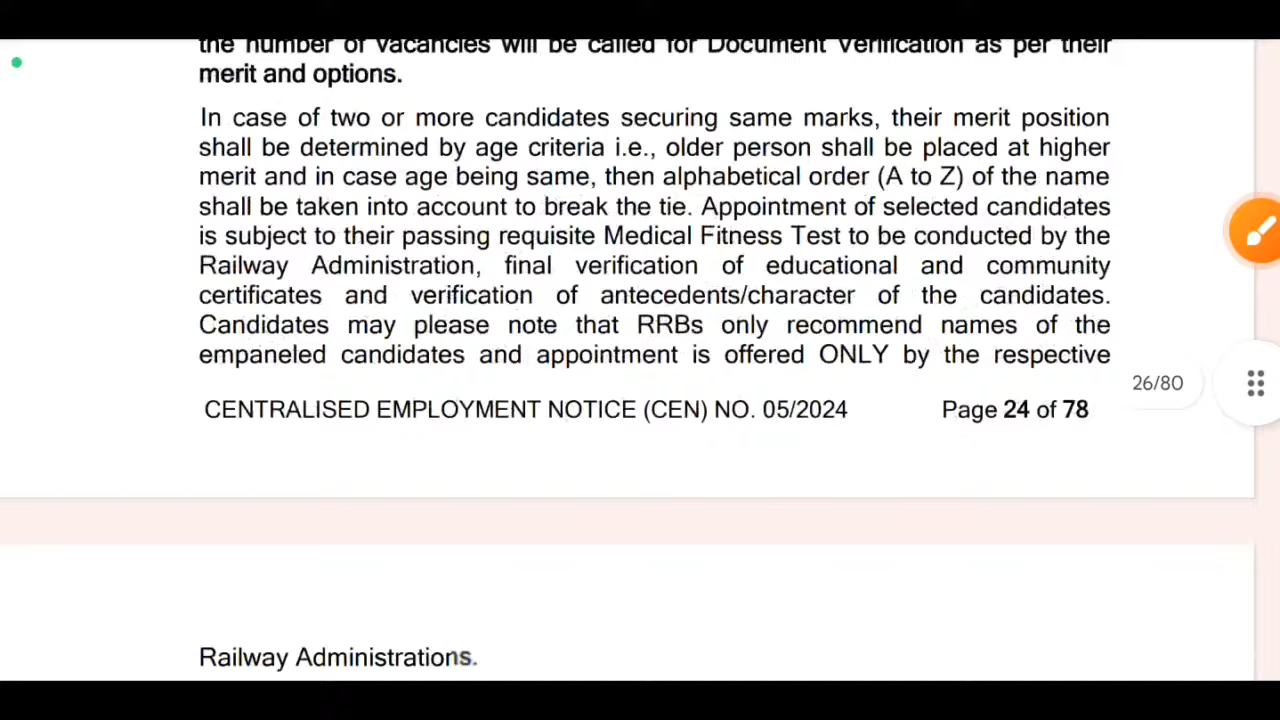 the number of vacancies will be called for Document Verification as per their
merit and options.
In case of two or more candidates securing same marks, their merit position
shall be determined by age criteria i.e., older person shall be placed at higher
merit and in case age being same, then alphabetical order (A to Z) of the name
shall be taken into account to break the tie. Appointment of selected candidates
is subject to their passing requisite Medical Fitness Test to be conducted by the
Railway Administration, final verification of educational and community
certificates and verification of antecedents/character of the candidates.
Candidates may please note that RRBs only recommend names of the
empaneled candidates and appointment is offered ONLY by the respective
26/80
CENTRALISED EMPLOYMENT NOTICE (CEN) NO. 05/2024 Page 24 of 78
Railway Administrations.